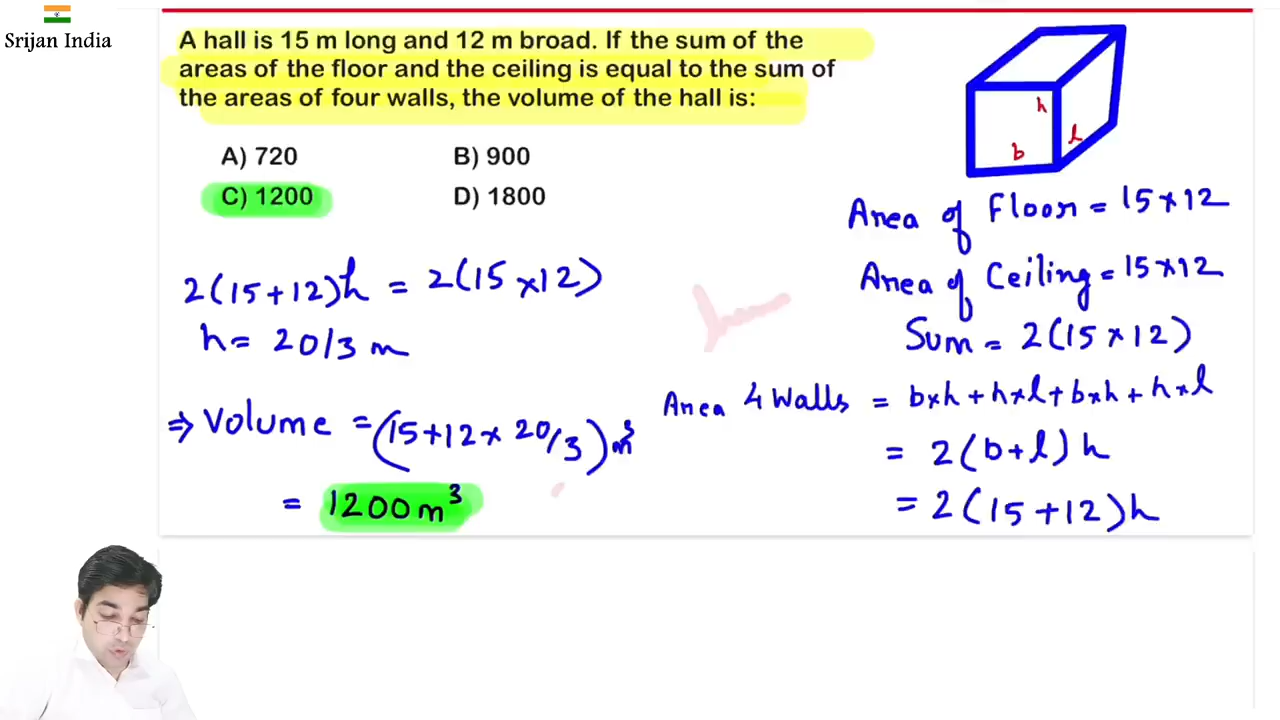 Srijan India
A hall is 15 m long and 12 m broad. If the sum of the
areas of the floor and the ceiling is equal to the sum of
the areas of four walls, the volume of the hall is:
A) 720
B) 900
C) 1200
D) 1800
h
b
l
Area of Floor = 15×12
Area of Ceiling = 15×12
Sum = 2(15×12)
Area 4 Walls = b×h + h×l + b×h + h×l
= 2(b+l)h
= 2(15+12)h
2(15+12)h = 2(15×12)
h = 20/3 m
⇒ Volume = (15+12×20/3)m³
= 1200 m³